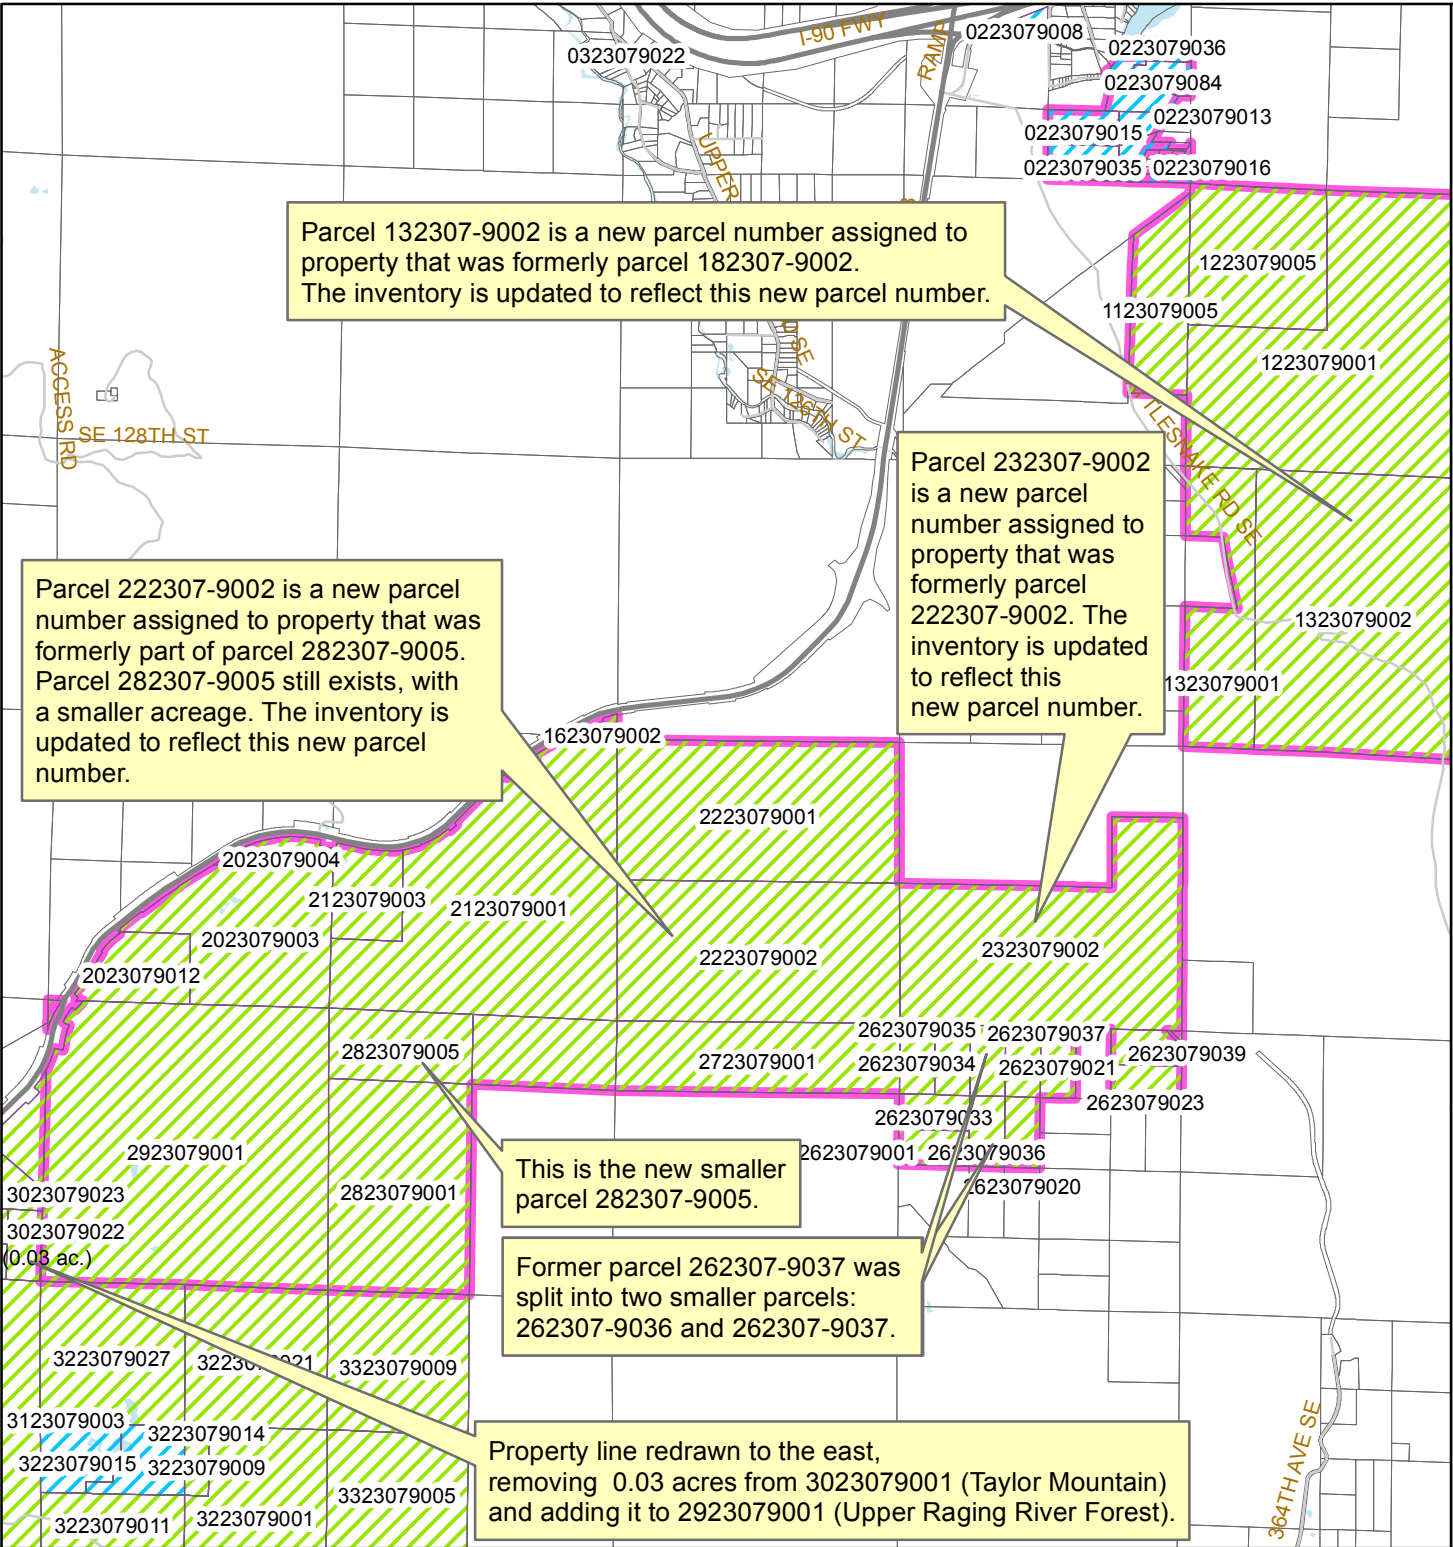 I-90 FWY
RAMP
0223079008
0323079022
0223079036
0223079084
0223079013
0223079015
0223079035
0223079016
UPPER
Parcel 132307-9002 is a new parcel number assigned to
property that was formerly parcel 182307-9002.
The inventory is updated to reflect this new parcel number.
1223079005
1123079005
1223079001
D SE
SE 126TH ST
ACCESS RD
SE 128TH ST
TLESNAKE RD SE
Parcel 232307-9002
is a new parcel
number assigned to
property that was
formerly parcel
222307-9002. The
inventory is updated
to reflect this
new parcel number.
Parcel 222307-9002 is a new parcel
number assigned to property that was
formerly part of parcel 282307-9005.
Parcel 282307-9005 still exists, with
a smaller acreage. The inventory is
updated to reflect this new parcel
number.
1323079002
1323079001
1623079002
2223079001
2023079004
2123079003
2123079001
2023079003
2023079012
2223079002
2323079002
2623079035
2623079037
2823079005
2723079001
2623079034
2623079021
2623079039
2623079023
2623079033
2923079001
2623079001
2623079036
2823079001
2623079020
3023079023
3023079022
(0.03 ac.)
This is the new smaller
parcel 282307-9005.
Former parcel 262307-9037 was
split into two smaller parcels:
262307-9036 and 262307-9037.
3223079027
3223079021
3323079009
3123079003
3223079014
3223079015
3223079009
3323079005
3223079011
3223079001
Property line redrawn to the east,
removing  0.03 acres from 3023079001 (Taylor Mountain)
and adding it to 2923079001 (Upper Raging River Forest).
364TH AVE SE